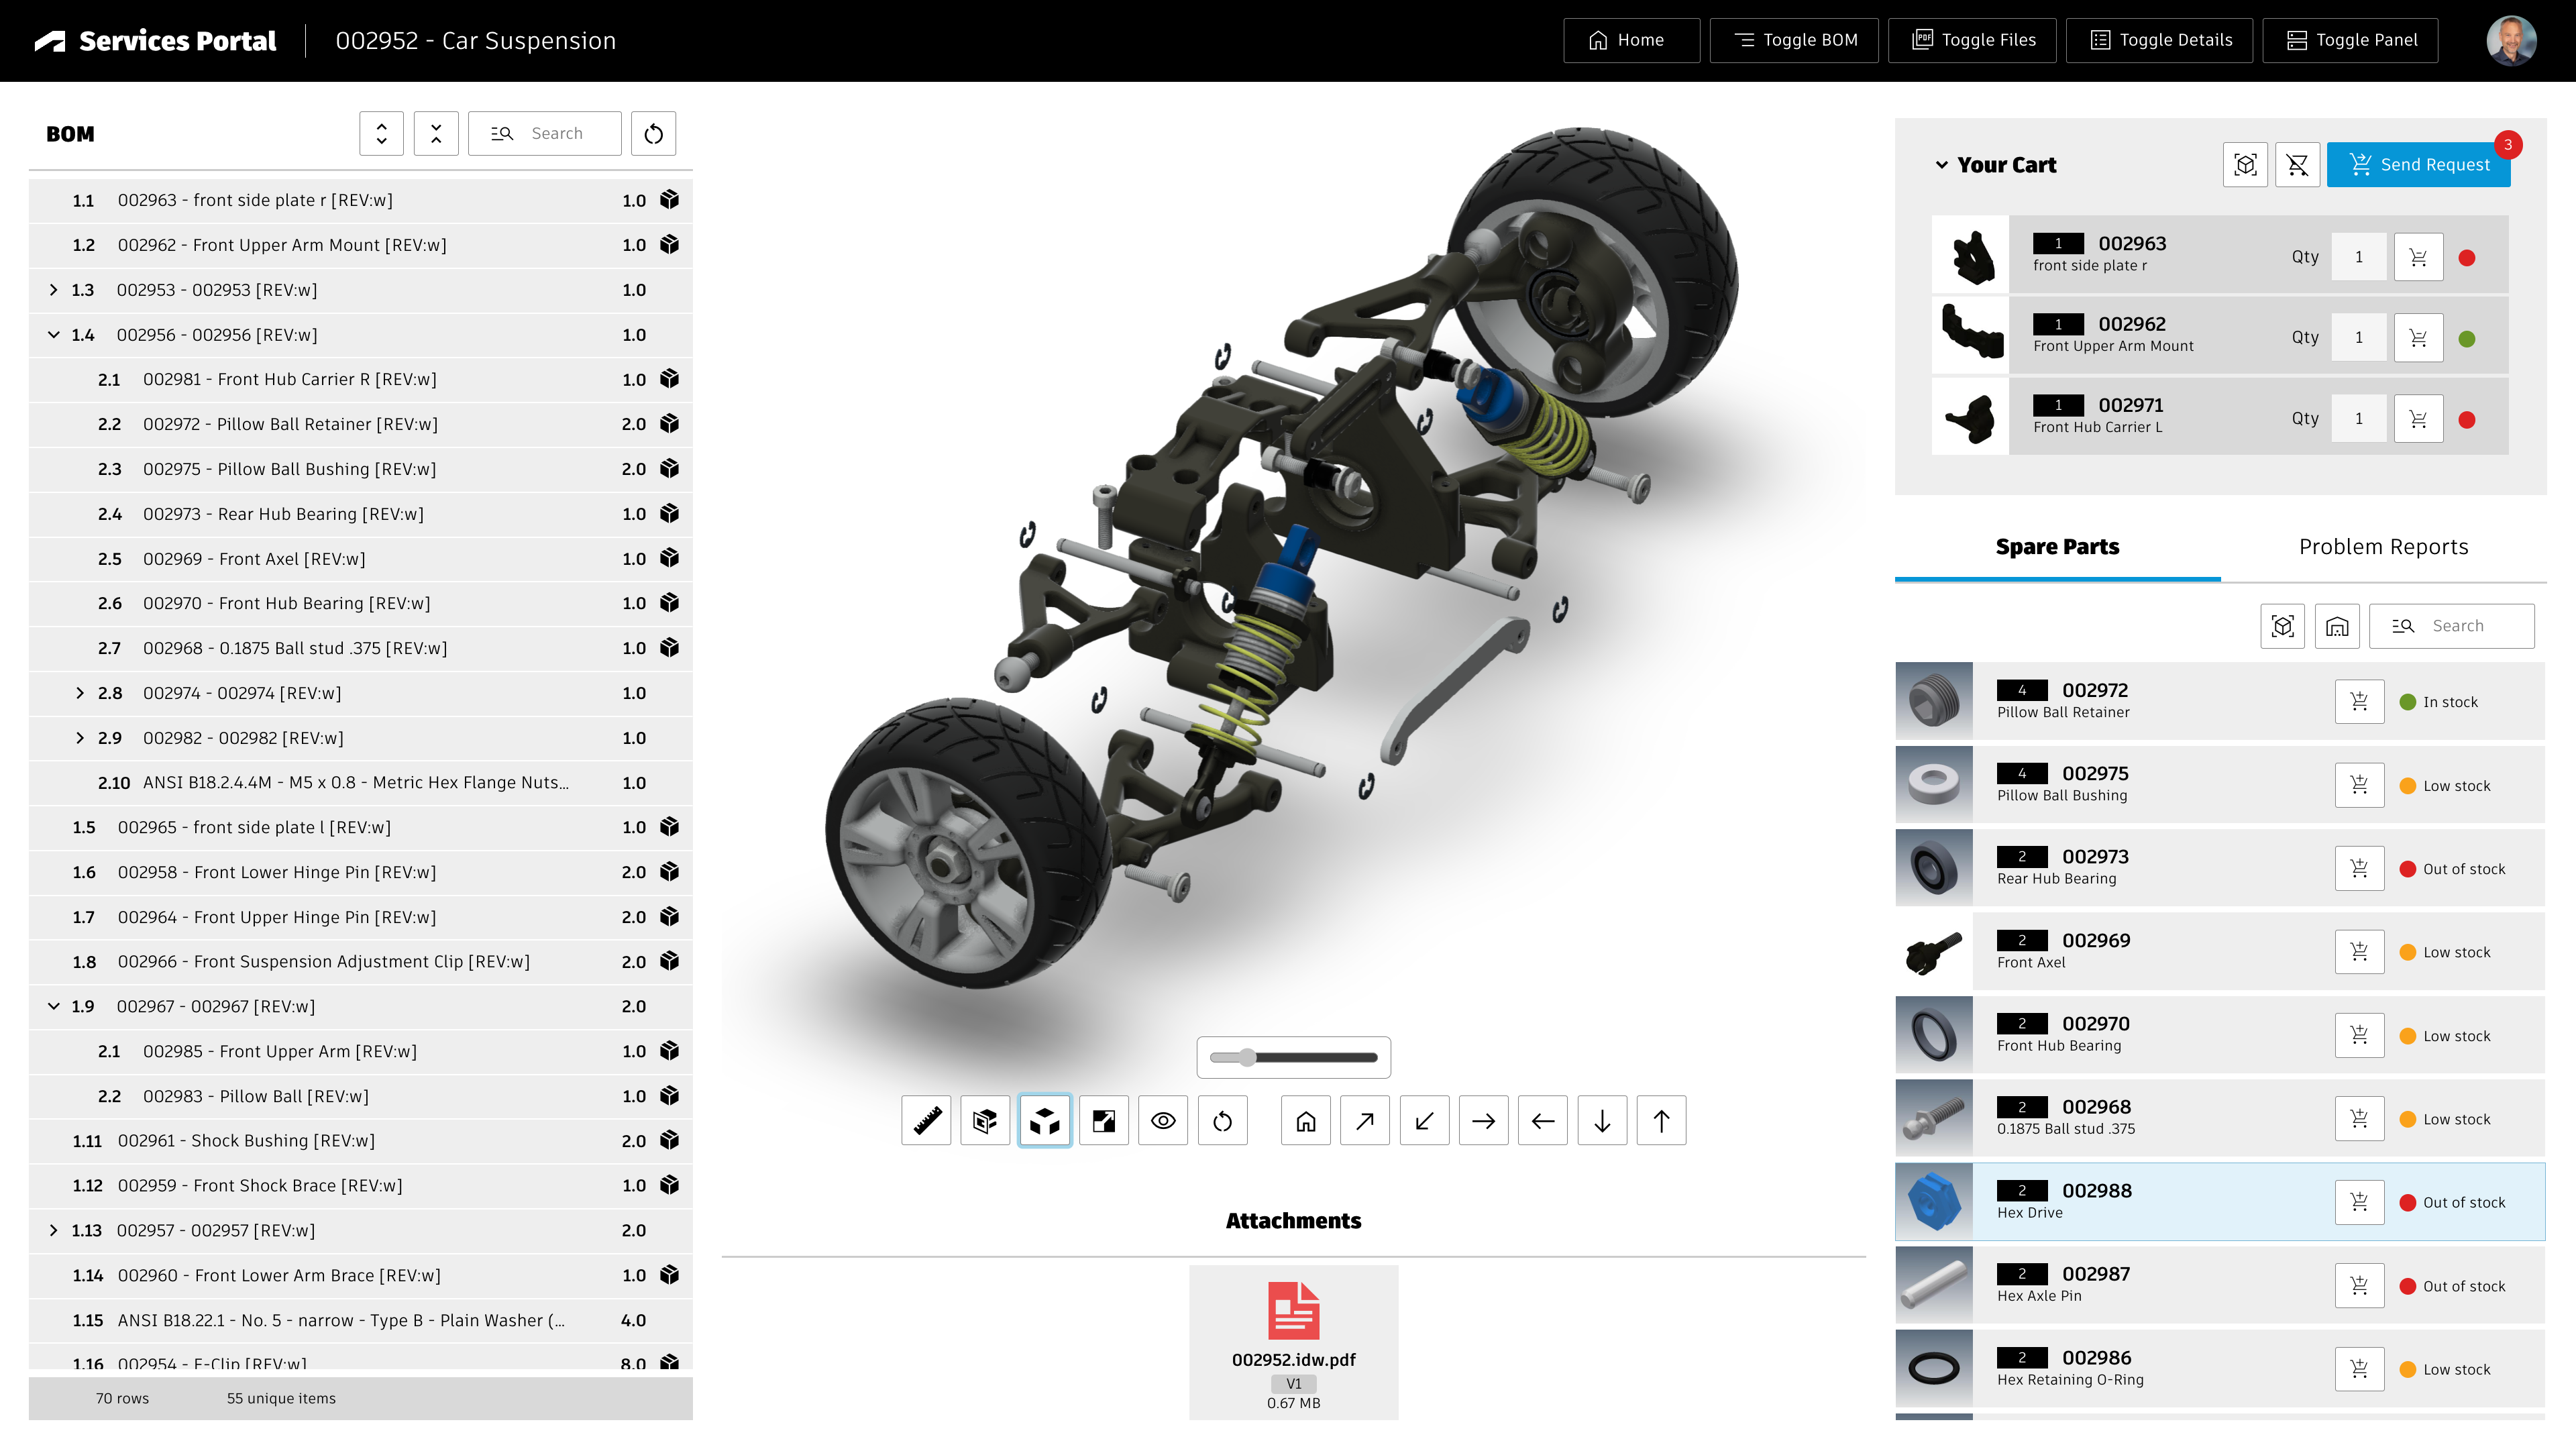 Services Portal
002952 - Car Suspension
Home
Toggle BOM
PDF
Toggle Files
Toggle Details
Toggle Panel
BOM
Search
1.1 002963 - front side plate r [REV:w] 1.0
1.2 002962 - Front Upper Arm Mount [REV:w] 1.0
1.3 002953 - 002953 [REV:w] 1.0
1.4 002956 - 002956 [REV:w] 1.0
2.1 002981 - Front Hub Carrier R [REV:w] 1.0
2.2 002972 - Pillow Ball Retainer [REV:w] 2.0
2.3 002975 - Pillow Ball Bushing [REV:w] 2.0
2.4 002973 - Rear Hub Bearing [REV:w] 1.0
2.5 002969 - Front Axel [REV:w] 1.0
2.6 002970 - Front Hub Bearing [REV:w] 1.0
2.7 002968 - 0.1875 Ball stud .375 [REV:w] 1.0
2.8 002974 - 002974 [REV:w] 1.0
2.9 002982 - 002982 [REV:w] 1.0
2.10 ANSI B18.2.4.4M - M5 x 0.8 - Metric Hex Flange Nuts... 1.0
1.5 002965 - front side plate l [REV:w] 1.0
1.6 002958 - Front Lower Hinge Pin [REV:w] 2.0
1.7 002964 - Front Upper Hinge Pin [REV:w] 2.0
1.8 002966 - Front Suspension Adjustment Clip [REV:w] 2.0
1.9 002967 - 002967 [REV:w] 2.0
2.1 002985 - Front Upper Arm [REV:w] 1.0
2.2 002983 - Pillow Ball [REV:w] 1.0
1.11 002961 - Shock Bushing [REV:w] 2.0
1.12 002959 - Front Shock Brace [REV:w] 1.0
1.13 002957 - 002957 [REV:w] 2.0
1.14 002960 - Front Lower Arm Brace [REV:w] 1.0
1.15 ANSI B18.22.1 - No. 5 - narrow - Type B - Plain Washer (... 4.0
1.16 002954 - E-Clip [REV:w] 8.0
70 rows 55 unique items
Attachments
002952.idw.pdf
V1
0.67 MB
Your Cart
Send Request
3
1 002963
front side plate r
Qty 1
1 002962
Front Upper Arm Mount
Qty 1
1 002971
Front Hub Carrier L
Qty 1
Spare Parts
Problem Reports
Search
4 002972
Pillow Ball Retainer
In stock
4 002975
Pillow Ball Bushing
Low stock
2 002973
Rear Hub Bearing
Out of stock
2 002969
Front Axel
Low stock
2 002970
Front Hub Bearing
Low stock
2 002968
0.1875 Ball stud .375
Low stock
2 002988
Hex Drive
Out of stock
2 002987
Hex Axle Pin
Out of stock
2 002986
Hex Retaining O-Ring
Low stock